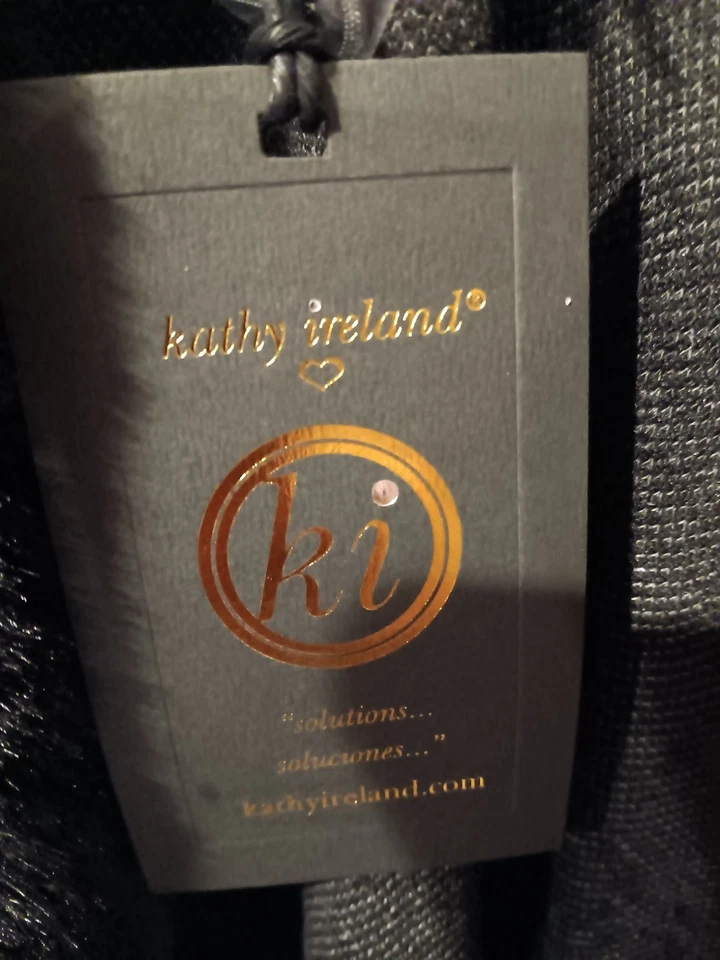 kathy ireland®
ki
“solutions...
soluciones...”
kathyireland.com